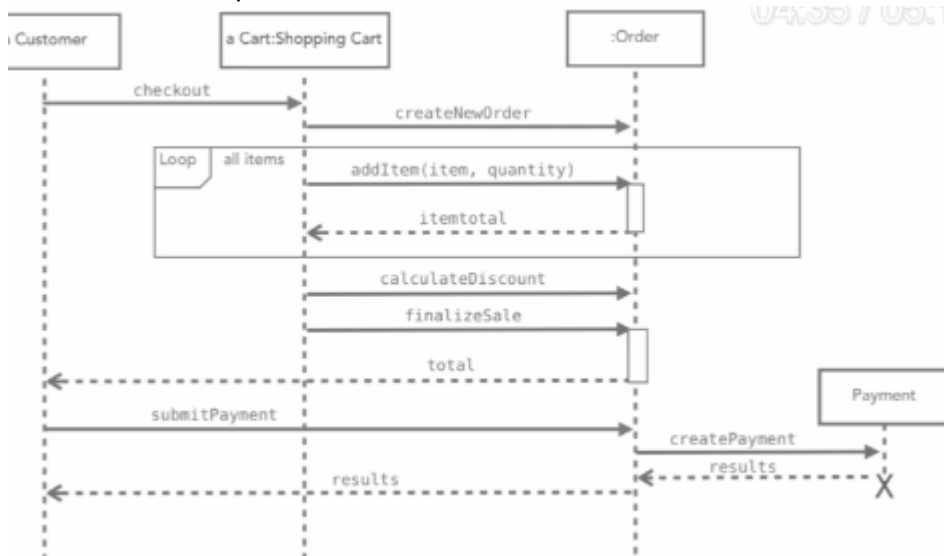 Customer
a Cart:Shopping Cart
:Order
checkout
createNewOrder
Loop
all items
addItem(item, quantity)
itemtotal
calculateDiscount
finalizeSale
total
Payment
submitPayment
createPayment
results
results
X